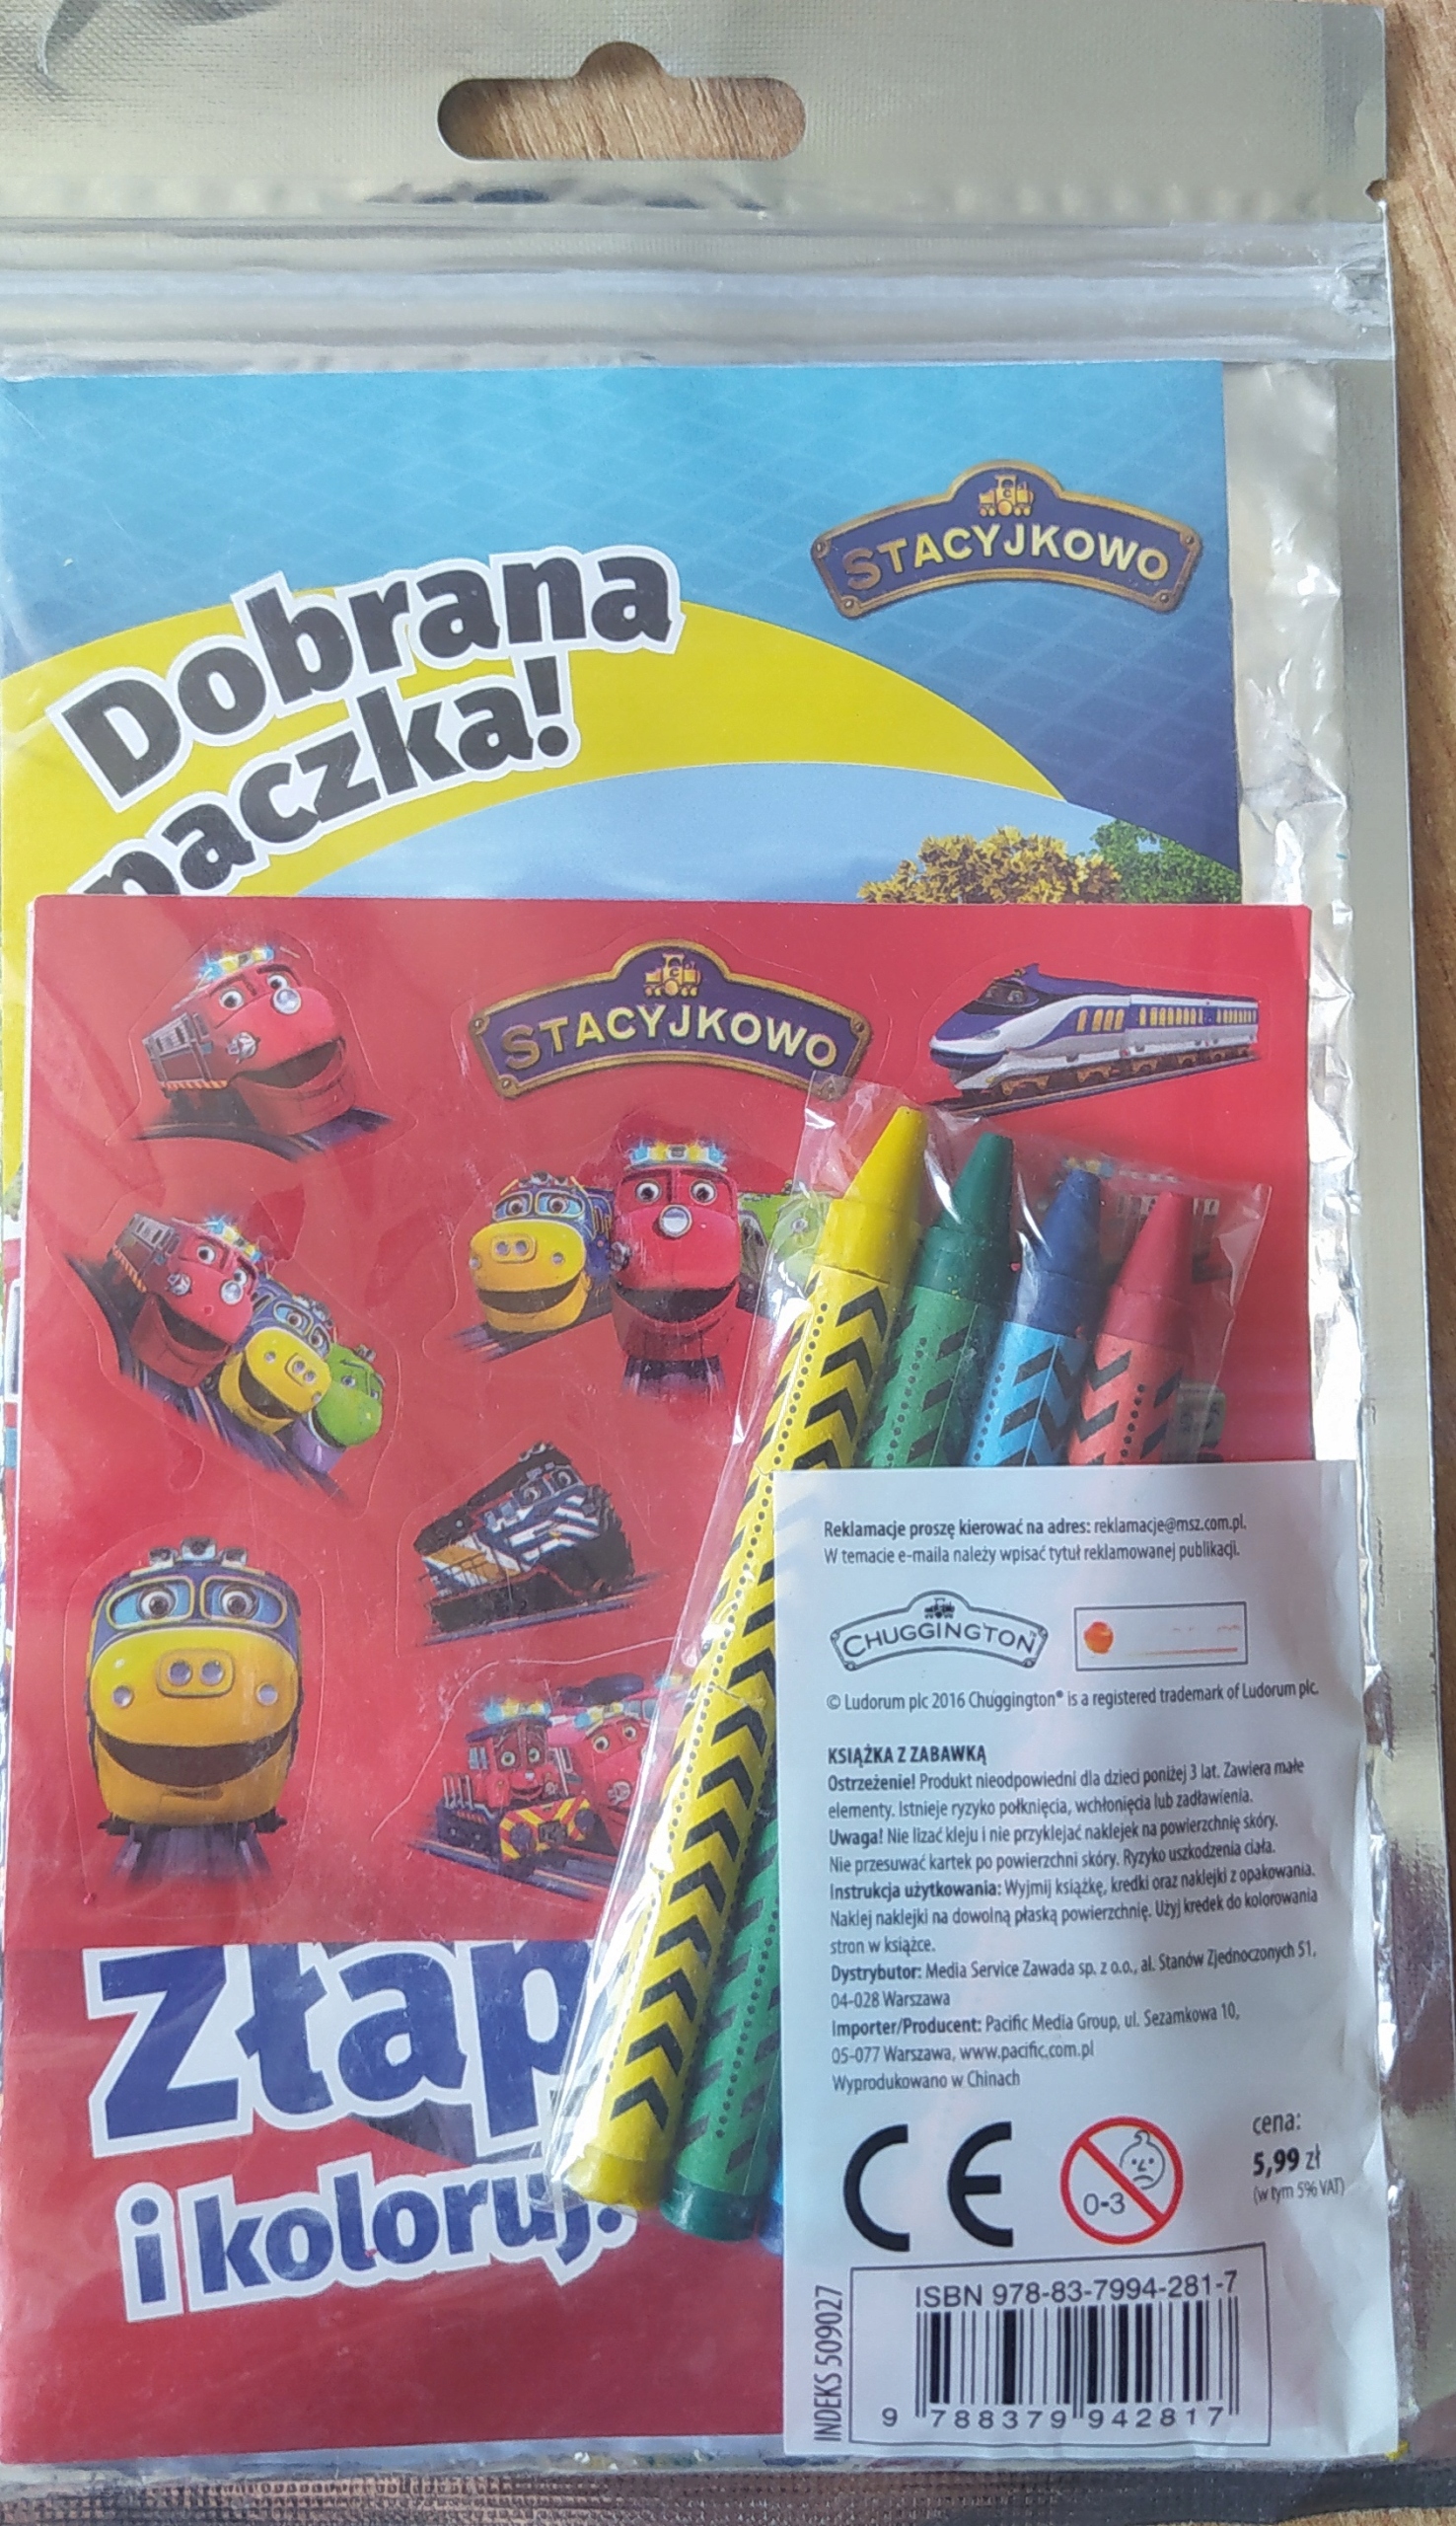 STACYJKOWO
Dobrana
paczka!
STACYJKOWO
Złap
i koloruj!
Reklamacje proszę kierować na adres: reklamacje@msz.com.pl.
W temacie e-maila należy wpisać tytuł reklamowanej publikacji.
CHUGGINGTON
© Ludorum plc 2016 Chuggington® is a registered trademark of Ludorum plc.
KSIĄŻKA Z ZABAWKĄ
Ostrzeżenie! Produkt nieodpowiedni dla dzieci poniżej 3 lat. Zawiera małe
elementy. Istnieje ryzyko połknięcia, wchłonięcia lub zadławienia.
Uwaga! Nie lizać kleju i nie przyklejać naklejek na powierzchnię skóry.
Nie przesuwać kartek po powierzchni skóry. Ryzyko uszkodzenia ciała.
Instrukcja użytkowania: Wyjmij książkę, kredki oraz naklejki z opakowania.
Naklej naklejki na dowolną płaską powierzchnię. Użyj kredek do kolorowania
stron w książce.
Dystrybutor: Media Service Zawada sp. z o.o., al. Stanów Zjednoczonych 51,
04-028 Warszawa
Importer/Producent: Pacific Media Group, ul. Sezamkowa 10,
05-077 Warszawa, www.pacific.com.pl
Wyprodukowano w Chinach
CE
0-3
cena:
5,99 zł
(w tym 5% VAT)
INDEKS 509027
ISBN 978-83-7994-281-7
9 788379 942817